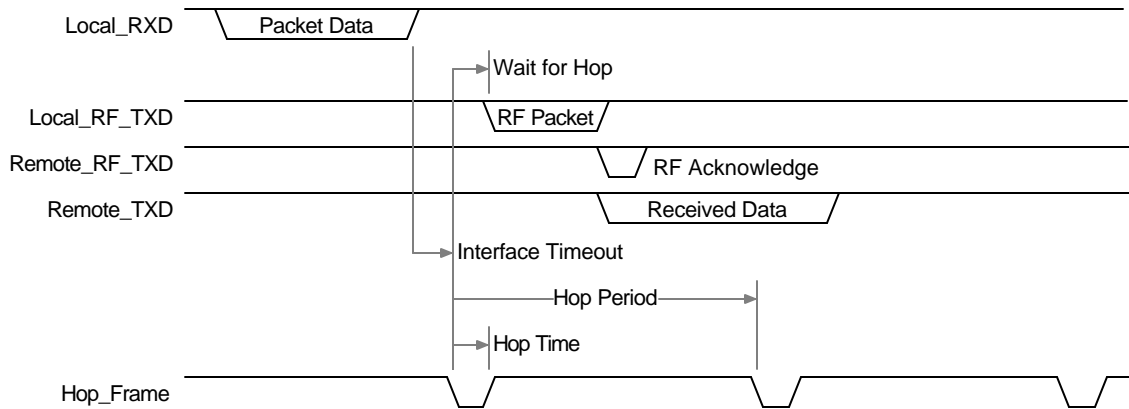 Local_RXD
Packet Data
Wait for Hop
Local_RF_TXD
RF Packet
Remote_RF_TXD
RF Acknowledge
Remote_TXD
Received Data
Interface Timeout
Hop Period
Hop Time
Hop_Frame